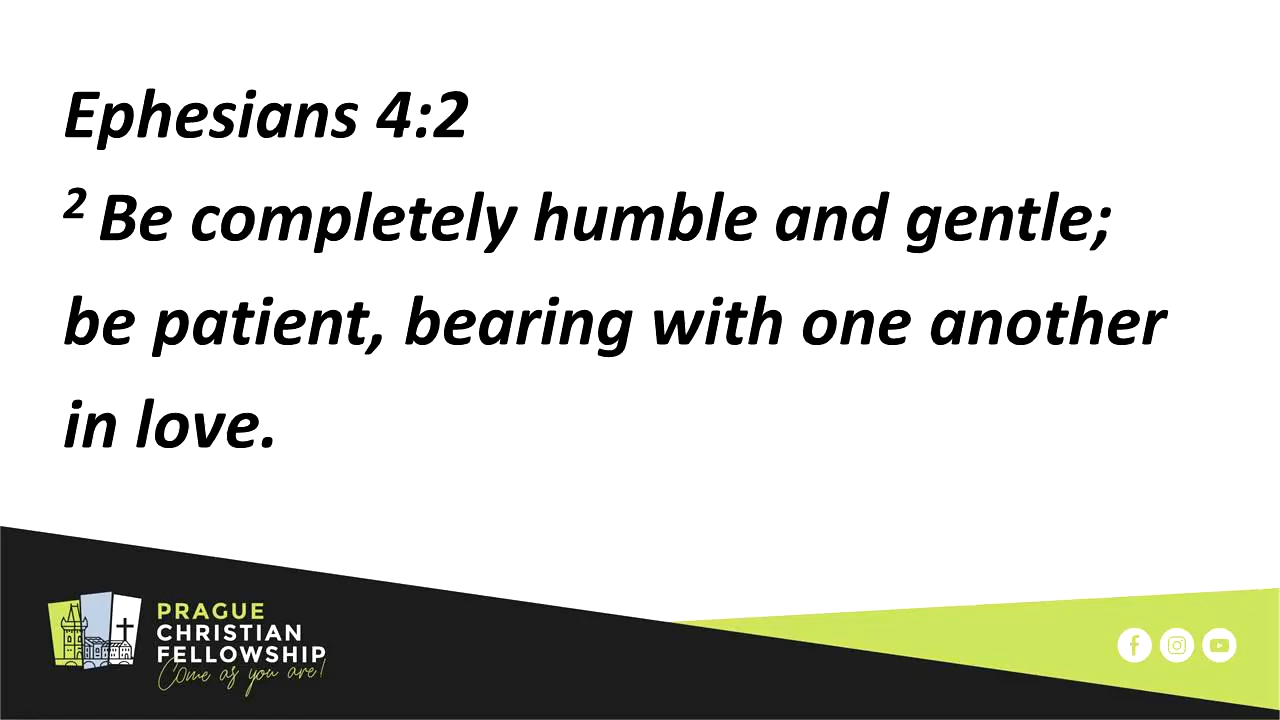 Ephesians 4:2
2 Be completely humble and gentle;
be patient, bearing with one another
in love.
PRAGUE
CHRISTIAN
FELLOWSHIP
Come as you are!